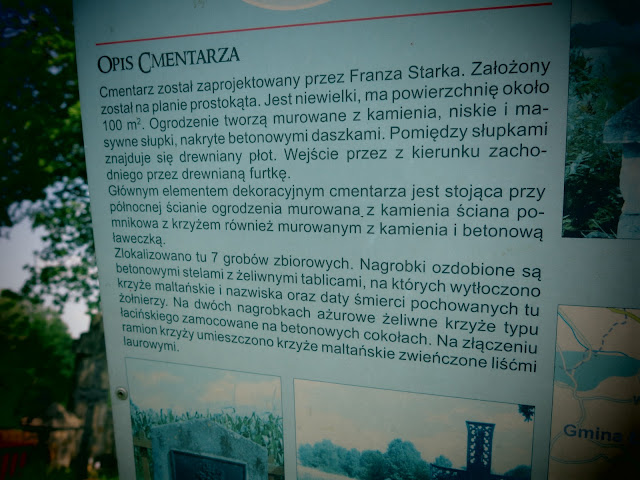 OPIS CMENTARZA
Cmentarz został zaprojektowany przez Franza Starka. Założony
został na planie prostokąta. Jest niewielki, ma powierzchnię około
100 m². Ogrodzenie tworzą murowane z kamienia, niskie i ma-
sywne słupki, nakryte betonowymi daszkami. Pomiędzy słupkami
znajduje się drewniany płot. Wejście przez z kierunku zacho-
dniego przez drewnianą furtkę.
Głównym elementem dekoracyjnym cmentarza jest stojąca przy
północnej ścianie ogrodzenia murowana z kamienia ściana po-
mnikowa z krzyżem również murowanym z kamienia i betonową
ławeczką.
Zlokalizowano tu 7 grobów zbiorowych. Nagrobki ozdobione są
betonowymi stelami z żeliwnymi tablicami, na których wytłoczono
krzyże maltańskie i nazwiska oraz daty śmierci pochowanych tu
żołnierzy. Na dwóch nagrobkach ażurowe żeliwne krzyże typu
łacińskiego zamocowane na betonowych cokołach. Na złączeniu
ramion krzyży umieszczono krzyże maltańskie zwieńczone liśćmi
laurowymi.
Gmina